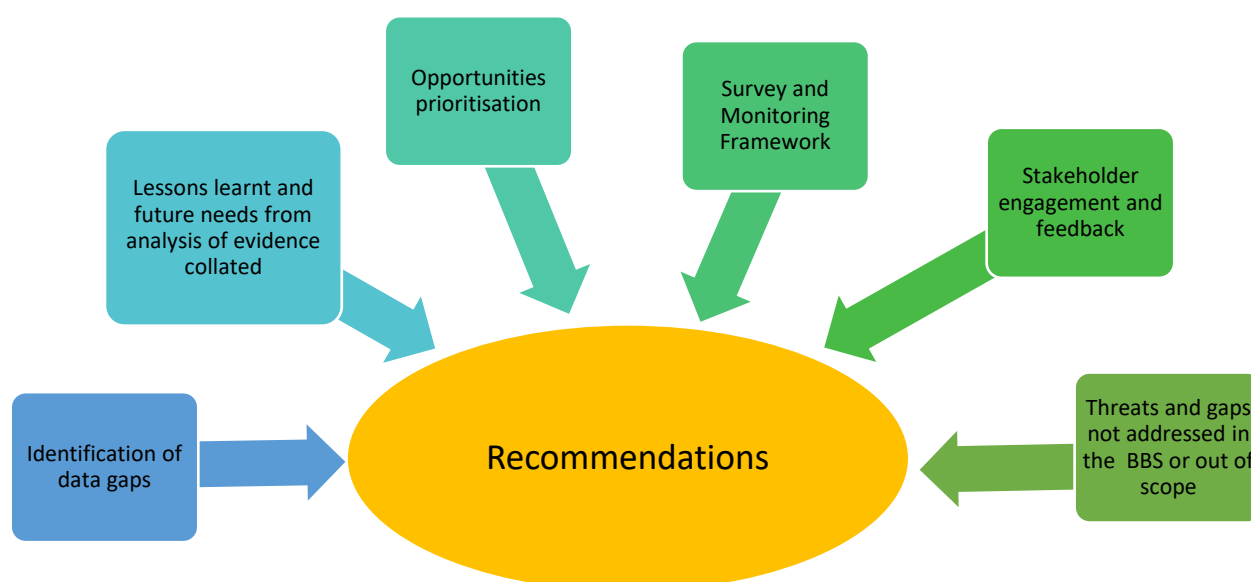 Opportunities
prioritisation
Survey and
Monitoring
Framework
Lessons learnt and
future needs from
analysis of evidence
collated
Stakeholder
engagement and
feedback
Identification of
data gaps
Recommendations
Threats and gaps
not addressed in
the BBS or out of
scope